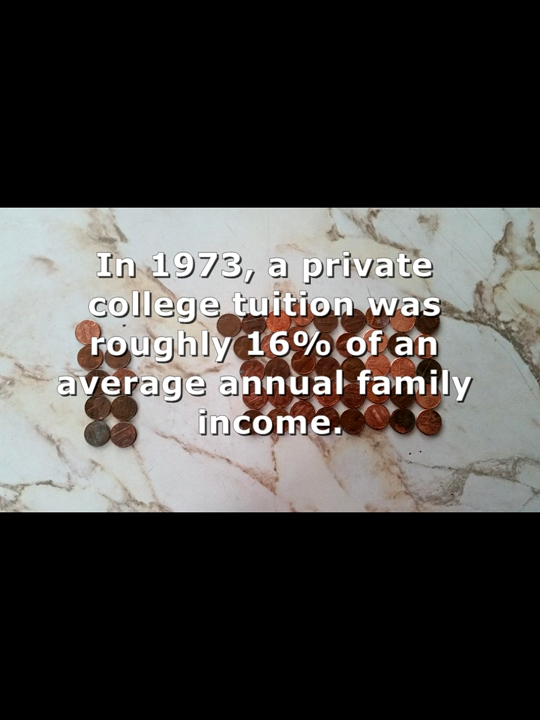 In 1973, a private
college tuition was
roughly 16% of an
average annual family
income.